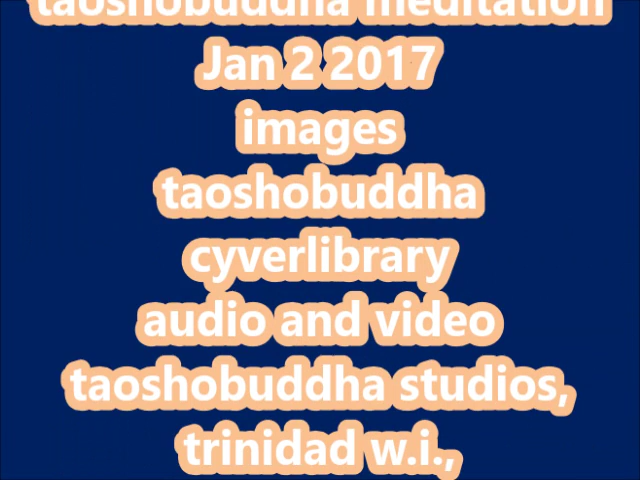 taoshobuddha meditation
Jan 2 2017
images
taoshobuddha
cyverlibrary
audio and video
taoshobuddha studios,
trinidad w.i.,